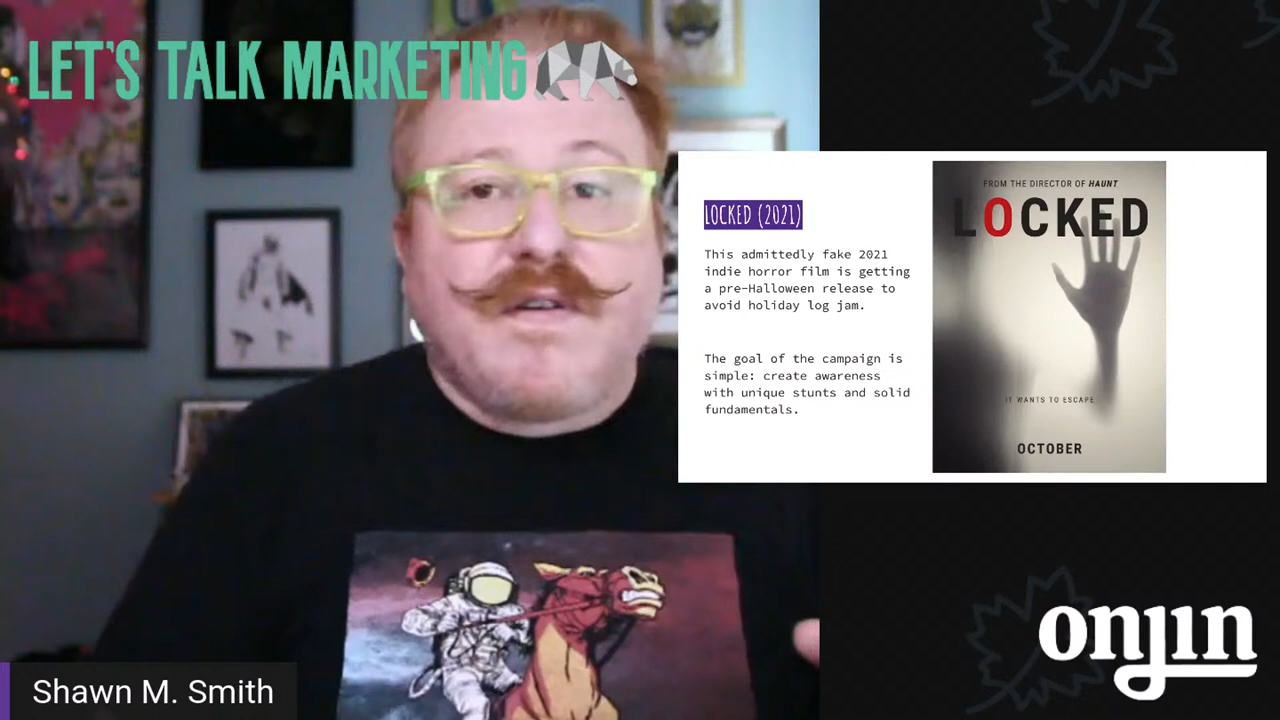 LET'S TALK MARKETING
LOCKED (2021)
This admittedly fake 2021
indie horror film is getting
a pre-Halloween release to
avoid holiday log jam.
The goal of the campaign is
simple: create awareness
with unique stunts and solid
fundamentals.
FROM THE DIRECTOR OF HAUNT
LOCKED
IT WANTS TO ESCAPE
OCTOBER
Shawn M. Smith
onjin